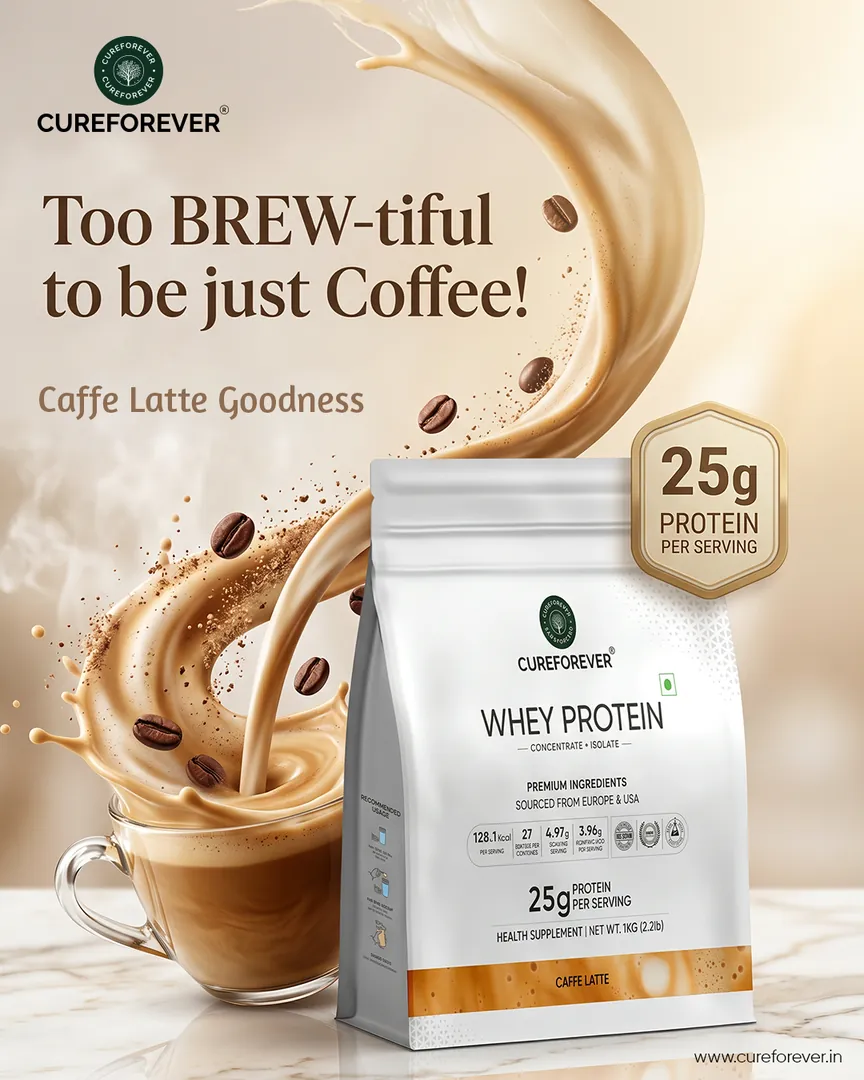 CUREFOREVER
CUREFOREVER
CUREFOREVER®
Too BREW-tiful
to be just Coffee!
Caffe Latte Goodness
25g
PROTEIN
PER SERVING
CUREFOREVER
CUREFOREVER®
WHEY PROTEIN
CONCENTRATE • ISOLATE
PREMIUM INGREDIENTS
SOURCED FROM EUROPE & USA
128.1 Kcal
PER SERVING
27
4.97g
SERVING
3.96g
25g PROTEIN
PER SERVING
HEALTH SUPPLEMENT | NET WT. 1KG (2.2lb)
CAFFE LATTE
RECOMMENDED
USAGE
www.cureforever.in